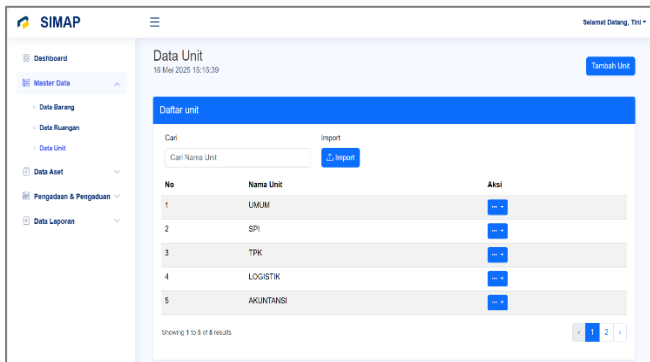 SIMAP
Selamat Datang, Tini
Dashboard
Master Data
Data Barang
Data Ruangan
Data Unit
Data Aset
Pengadaan & Pengaduan
Data Laporan
Data Unit
16 Mei 2025 15:15:39
Tambah Unit
Daftar unit
Cari
Import
Cari Nama Unit
Import
No Nama Unit Aksi
1 UMUM
2 SPI
3 TPK
4 LOGISTIK
5 AKUNTANSI
Showing 1 to 5 of 8 results
‹ 1 2 ›